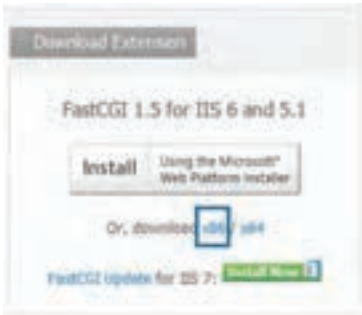 Download Extension
FastCGI 1.5 for IIS 6 and 5.1
Install
Using the Microsoft®
Web Platform Installer
Or, download x86 / x64
FastCGI Update for IIS 7: Install Now